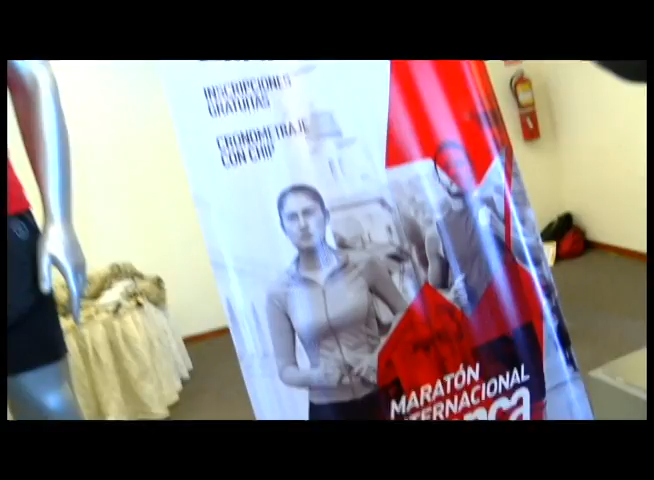 INSCRIPCIONES
GRATUITAS
CRONOMETRAJE
CON CHIP
MARATÓN
INTERNACIONAL